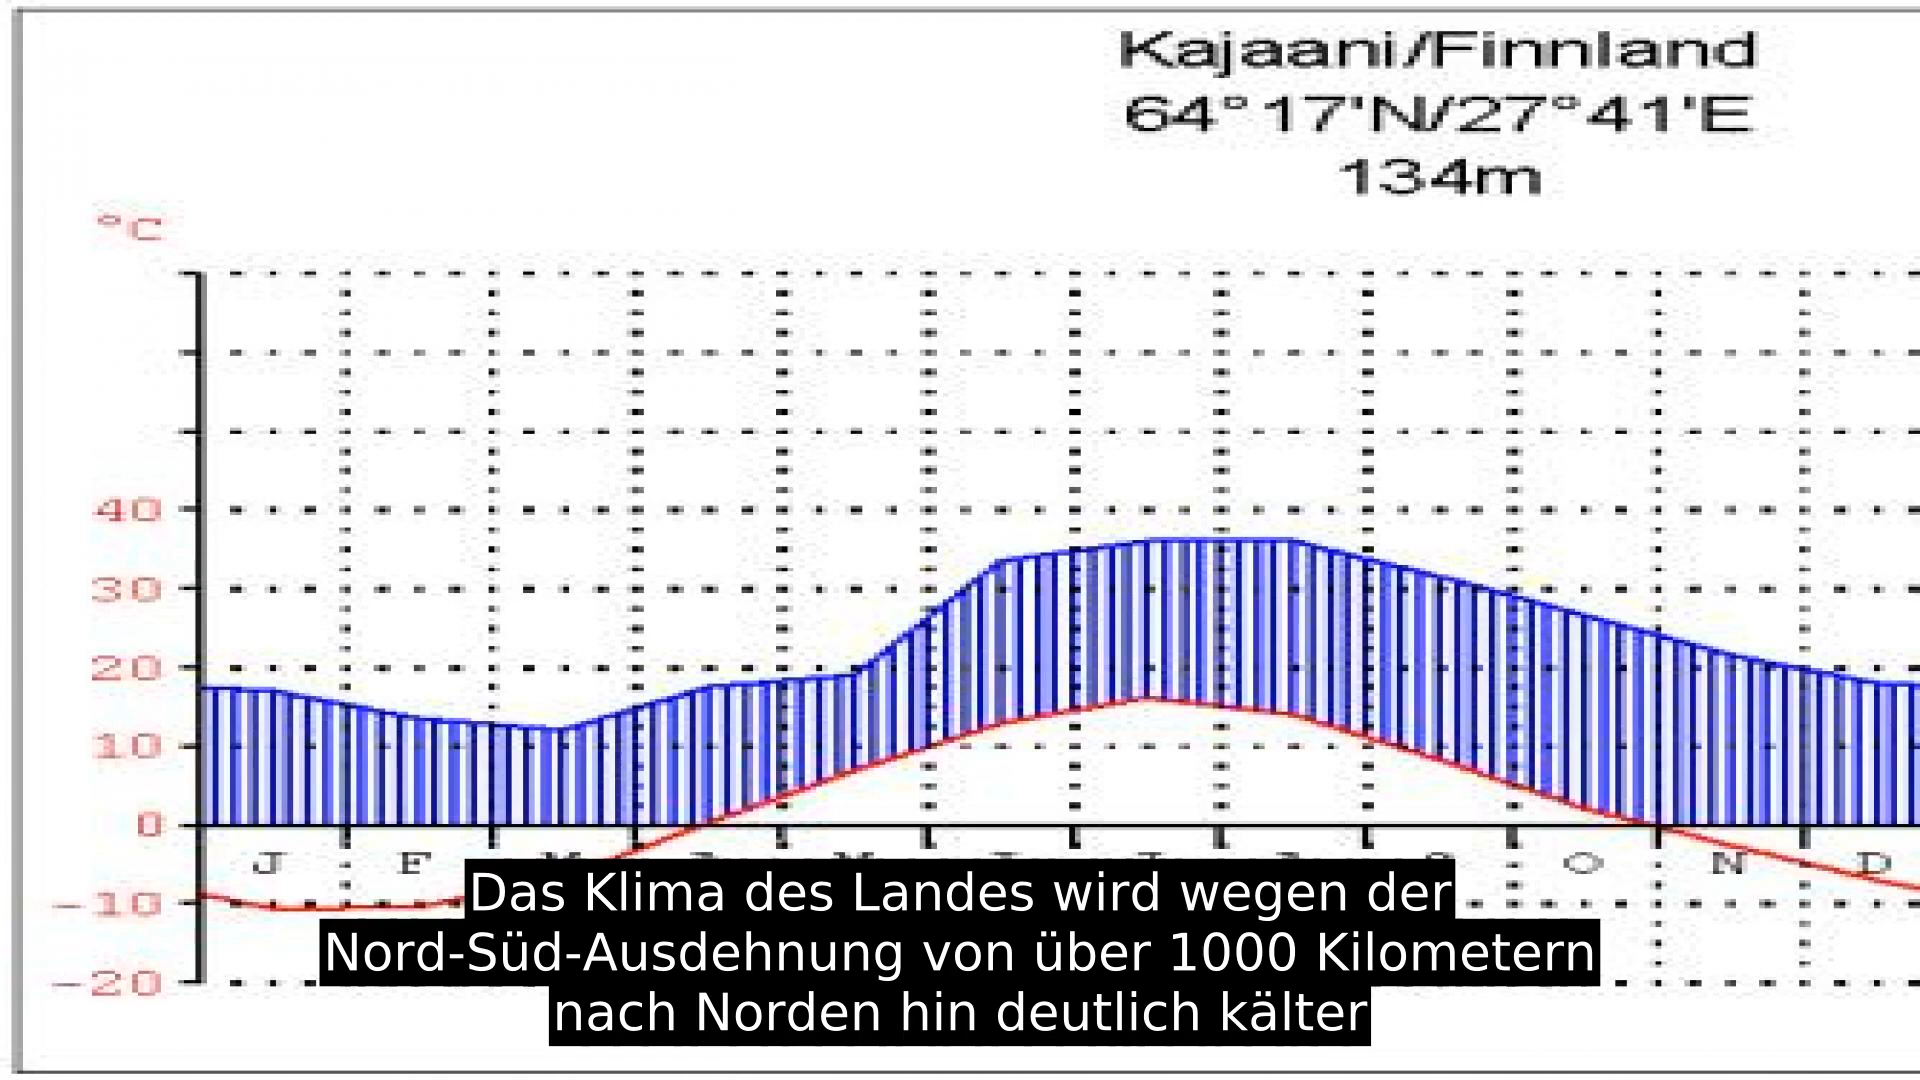 Kajaani/Finnland
64°17'N/27°41'E
134m
°C
40
30
20
10
0
J F O N D
-10
-20
Das Klima des Landes wird wegen der
Nord-Süd-Ausdehnung von über 1000 Kilometern
nach Norden hin deutlich kälter